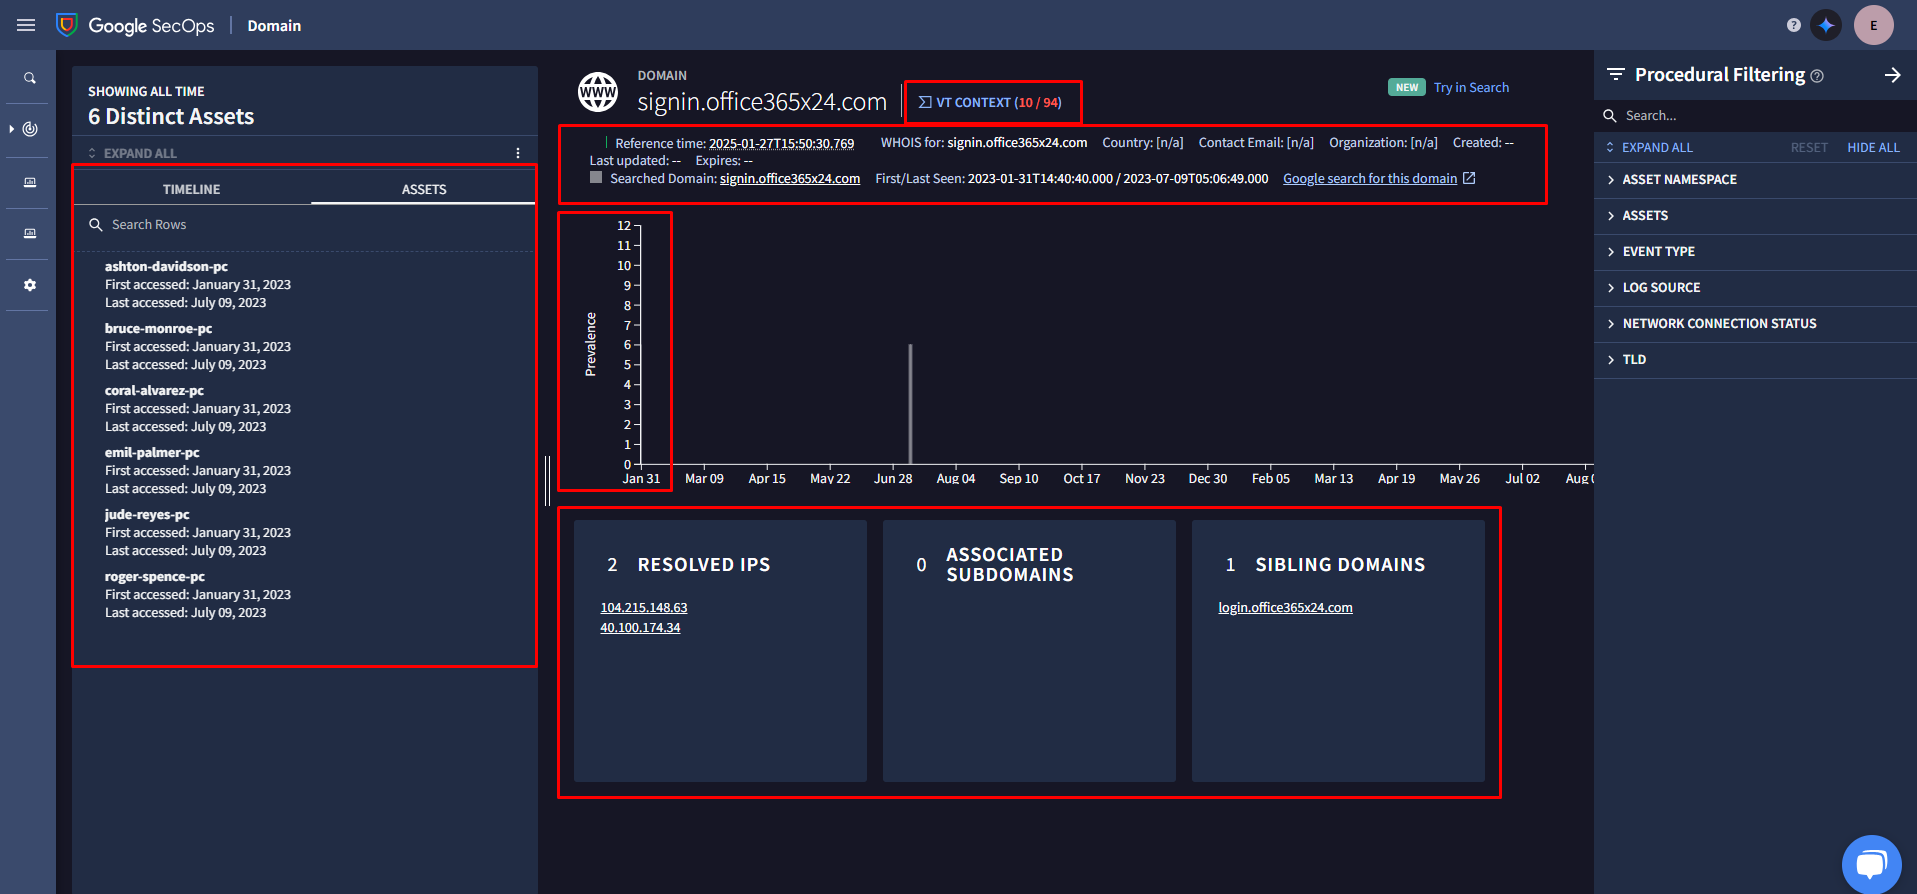 Google SecOps | Domain
?
E
SHOWING ALL TIME
6 Distinct Assets
EXPAND ALL
TIMELINE ASSETS
Search Rows
ashton-davidson-pc
First accessed: January 31, 2023
Last accessed: July 09, 2023
bruce-monroe-pc
First accessed: January 31, 2023
Last accessed: July 09, 2023
coral-alvarez-pc
First accessed: January 31, 2023
Last accessed: July 09, 2023
emil-palmer-pc
First accessed: January 31, 2023
Last accessed: July 09, 2023
jude-reyes-pc
First accessed: January 31, 2023
Last accessed: July 09, 2023
roger-spence-pc
First accessed: January 31, 2023
Last accessed: July 09, 2023
WWW
DOMAIN
signin.office365x24.com
VT CONTEXT (10 / 94)
NEW Try in Search
Reference time: 2025-01-27T15:50:30.769 WHOIS for: signin.office365x24.com Country: [n/a] Contact Email: [n/a] Organization: [n/a] Created: --
Last updated: -- Expires: --
Searched Domain: signin.office365x24.com First/Last Seen: 2023-01-31T14:40:40.000 / 2023-07-09T05:06:49.000 Google search for this domain
Prevalence
12
11
10
9
8
7
6
5
4
3
2
1
0
Jan 31 Mar 09 Apr 15 May 22 Jun 28 Aug 04 Sep 10 Oct 17 Nov 23 Dec 30 Feb 05 Mar 13 Apr 19 May 26 Jul 02
2 RESOLVED IPS
104.215.148.63
40.100.174.34
0 ASSOCIATED
SUBDOMAINS
1 SIBLING DOMAINS
login.office365x24.com
Procedural Filtering ?
Search...
EXPAND ALL RESET HIDE ALL
ASSET NAMESPACE
ASSETS
EVENT TYPE
LOG SOURCE
NETWORK CONNECTION STATUS
TLD